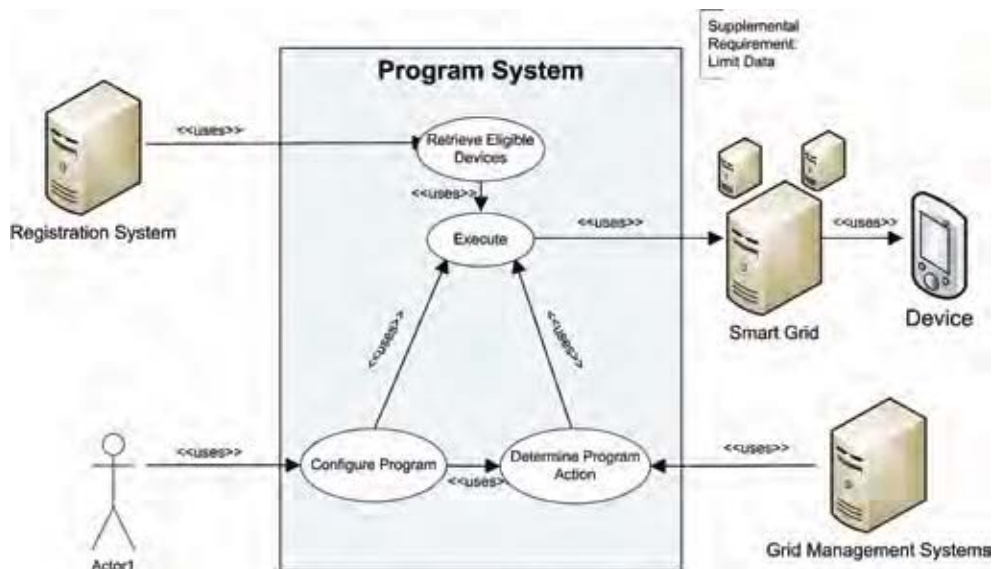 Supplemental
Requirement:
Limit Data
Program System
<<uses>>
Retrieve Eligible
Devices
<<uses>>
Registration System
Execute
<<uses>>
<<uses>>
Smart Grid
Device
<<uses>>
<<uses>>
<<uses>>
Configure Program
<<uses>
Determine Program
Action
<<uses>>
Actor1
Grid Management Systems